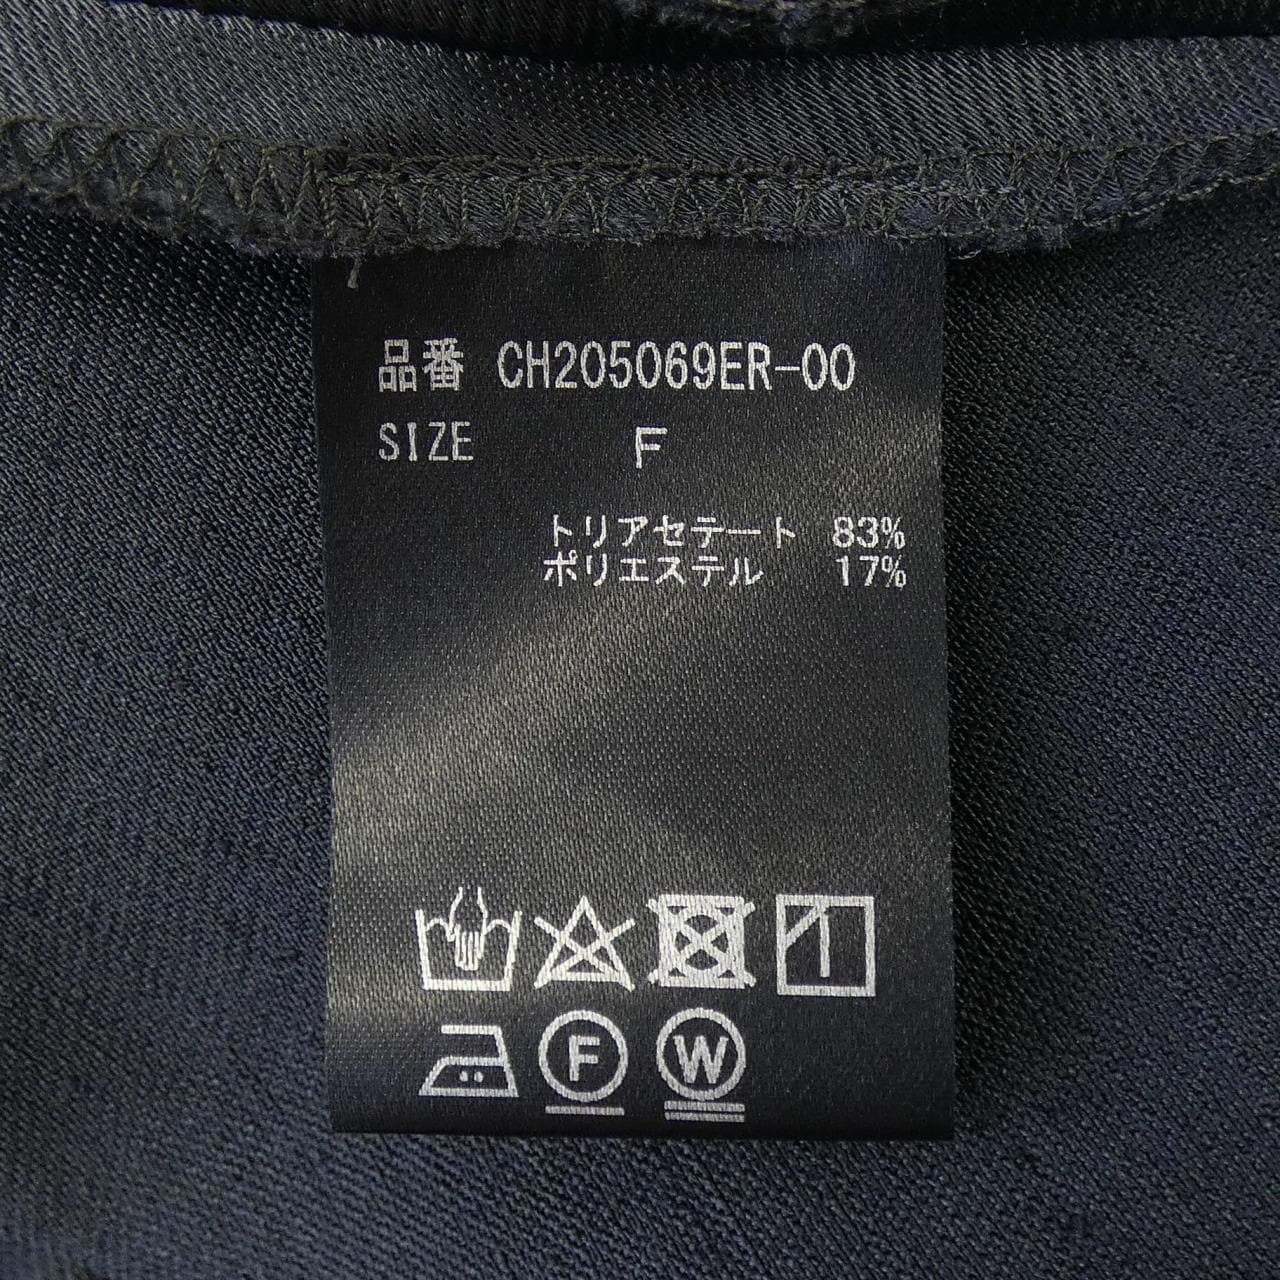 品番 CH205069ER-00
SIZE F
トリアセテート 83%
ポリエステル 17%
F W